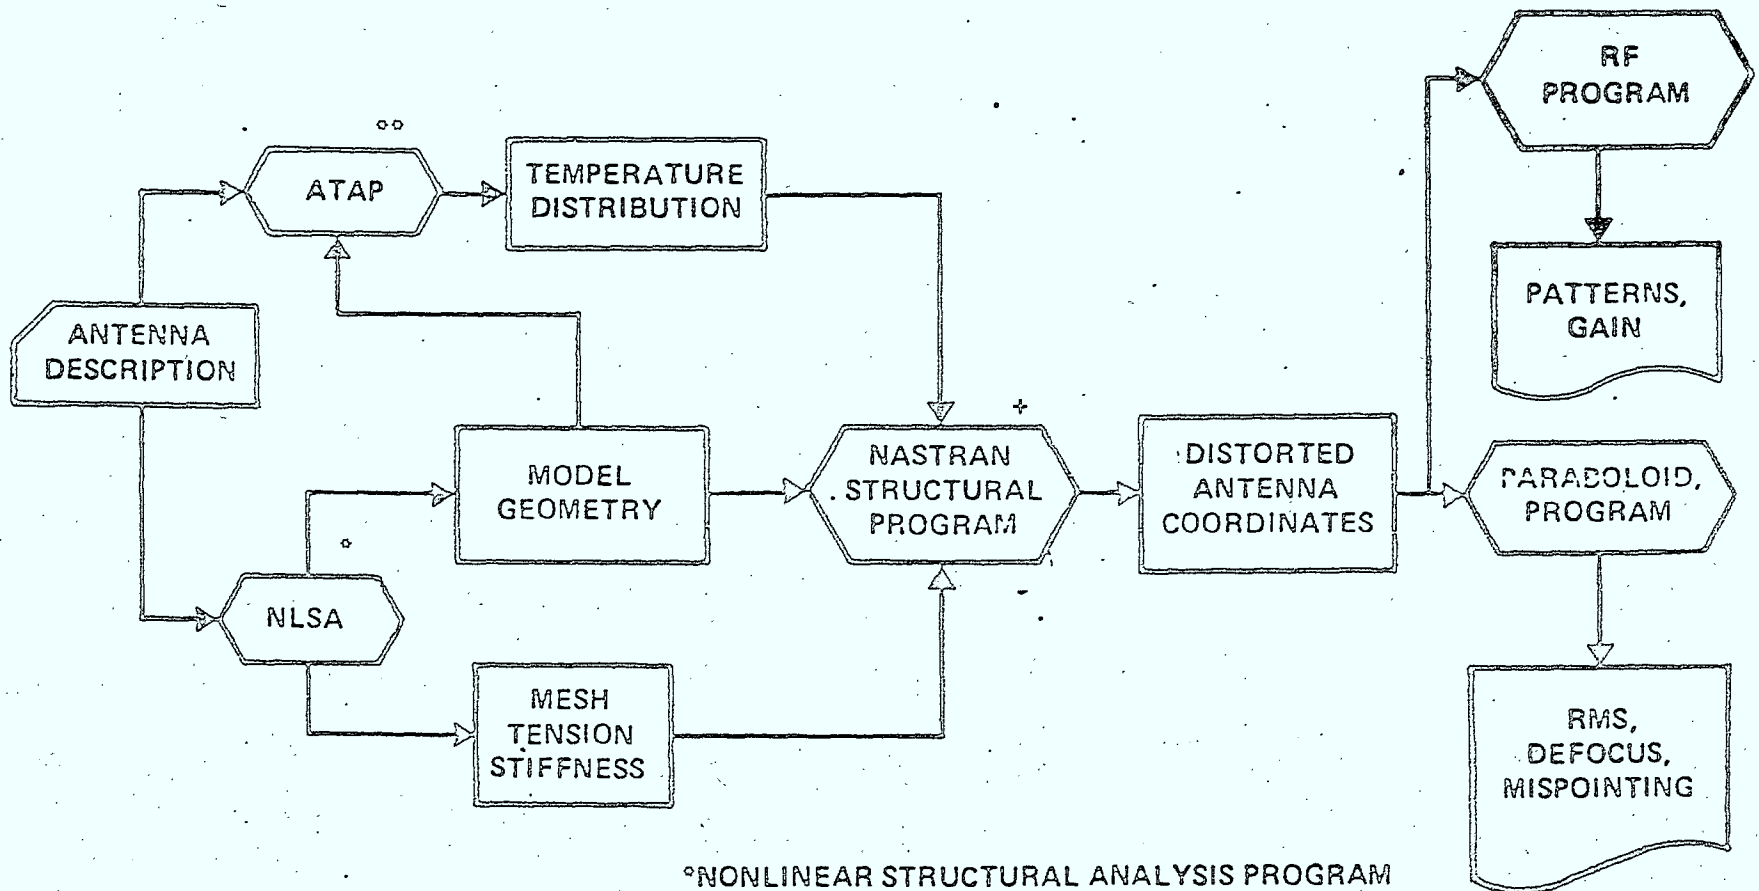 RF
PROGRAM
°°
ATAP
TEMPERATURE
DISTRIBUTION
PATTERNS,
GAIN
ANTENNA
DESCRIPTION
MODEL
GEOMETRY
+
NASTRAN
STRUCTURAL
PROGRAM
DISTORTED
ANTENNA
COORDINATES
PARABOLOID,
PROGRAM
°
NLSA
MESH
TENSION
STIFFNESS
RMS,
DEFOCUS,
MISPOINTING
°NONLINEAR STRUCTURAL ANALYSIS PROGRAM